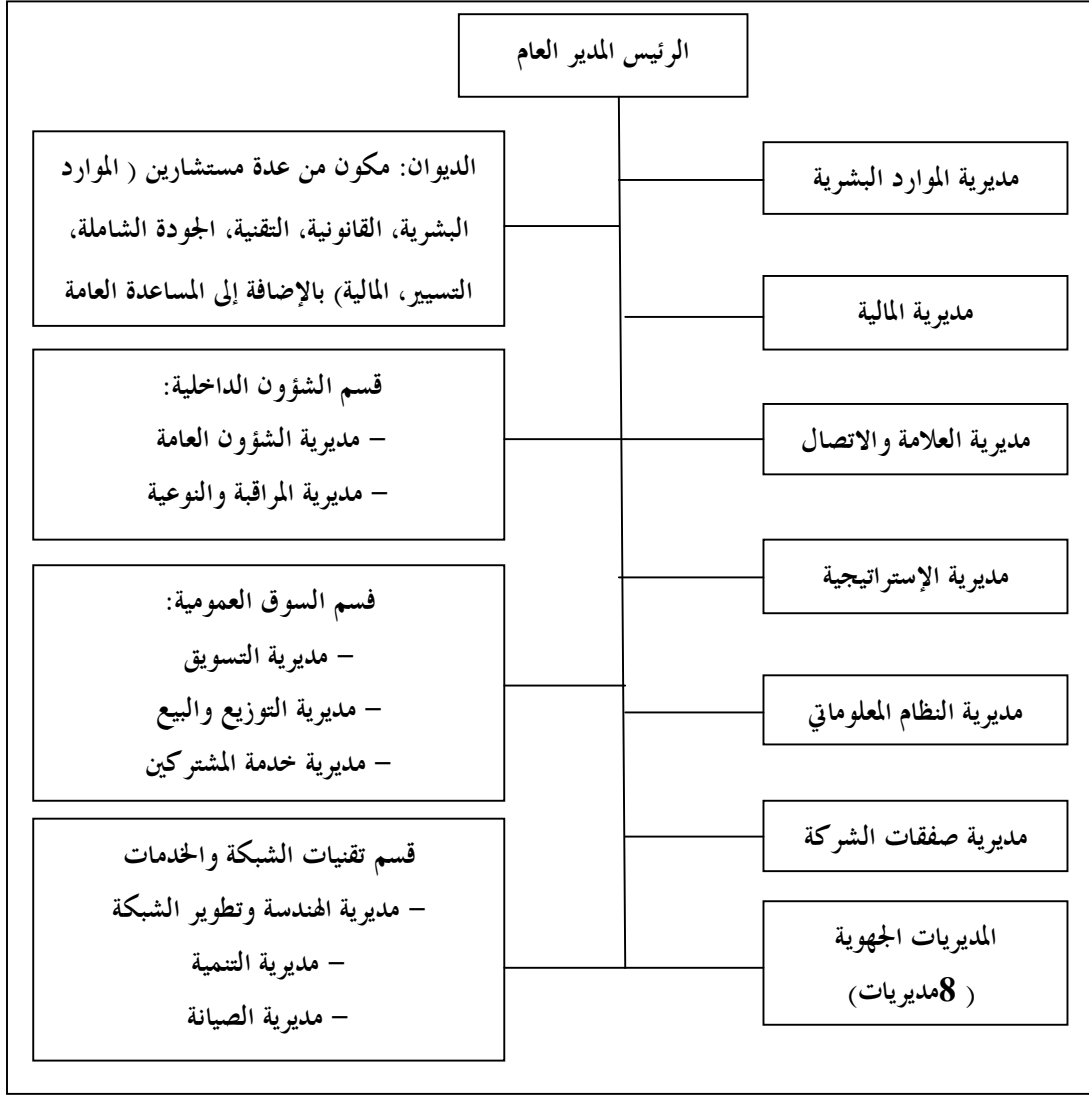 الرئيس المدير العام
مديرية الموارد البشرية
الديوان: مكون من عدة مستشارين ( الموارد
البشرية، القانونية، التقنية، الجودة الشاملة،
التسيير، المالية) بالإضافة إلى المساعدة العامة
مديرية المالية
قسم الشؤون الداخلية:
– مديرية الشؤون العامة
– مديرية المراقبة والنوعية
مديرية العلامة والاتصال
مديرية الإستراتيجية
فسم السوق العمومية:
– مديرية التسويق
– مديرية التوزيع والبيع
– مديرية خدمة المشتركين
مديرية النظام المعلوماتي
مديرية صفقات الشركة
قسم تقنيات الشبكة والخدمات
– مديرية الهندسة وتطوير الشبكة
– مديرية التنمية
– مديرية الصيانة
المديريات الجهوية
( 8مديريات)